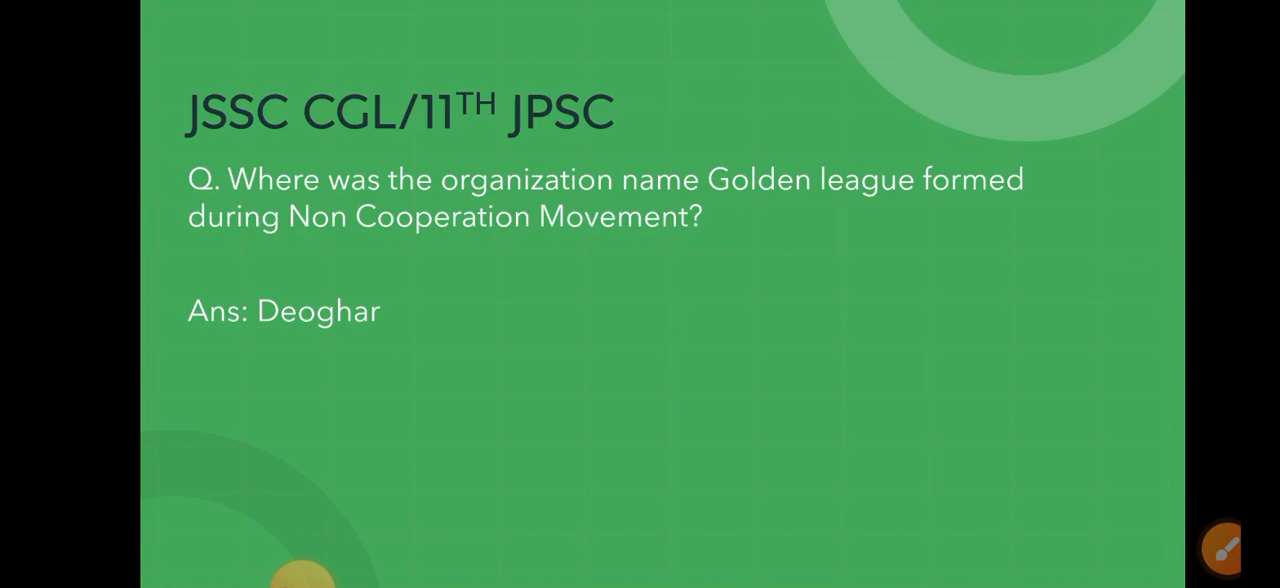 JSSC CGL/11TH JPSC
Q. Where was the organization name Golden league formed
during Non Cooperation Movement?
Ans: Deoghar